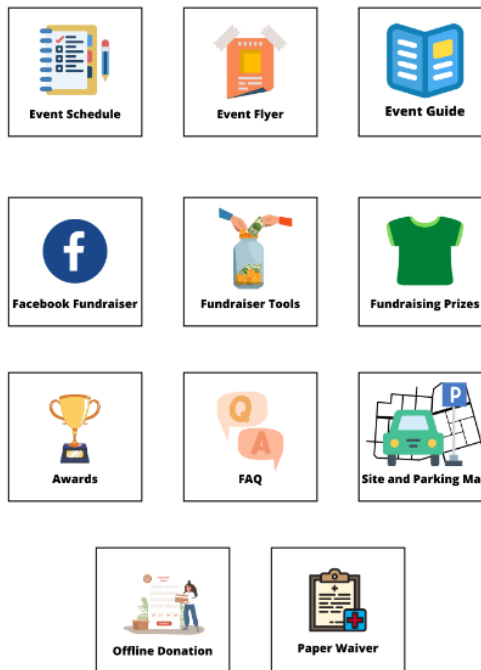 Event Schedule
Event Flyer
Event Guide
f
Facebook Fundraiser
Fundraiser Tools
Fundraising Prizes
Q
A
P
Awards
FAQ
Site and Parking Ma
Offline Donation
Paper Waiver